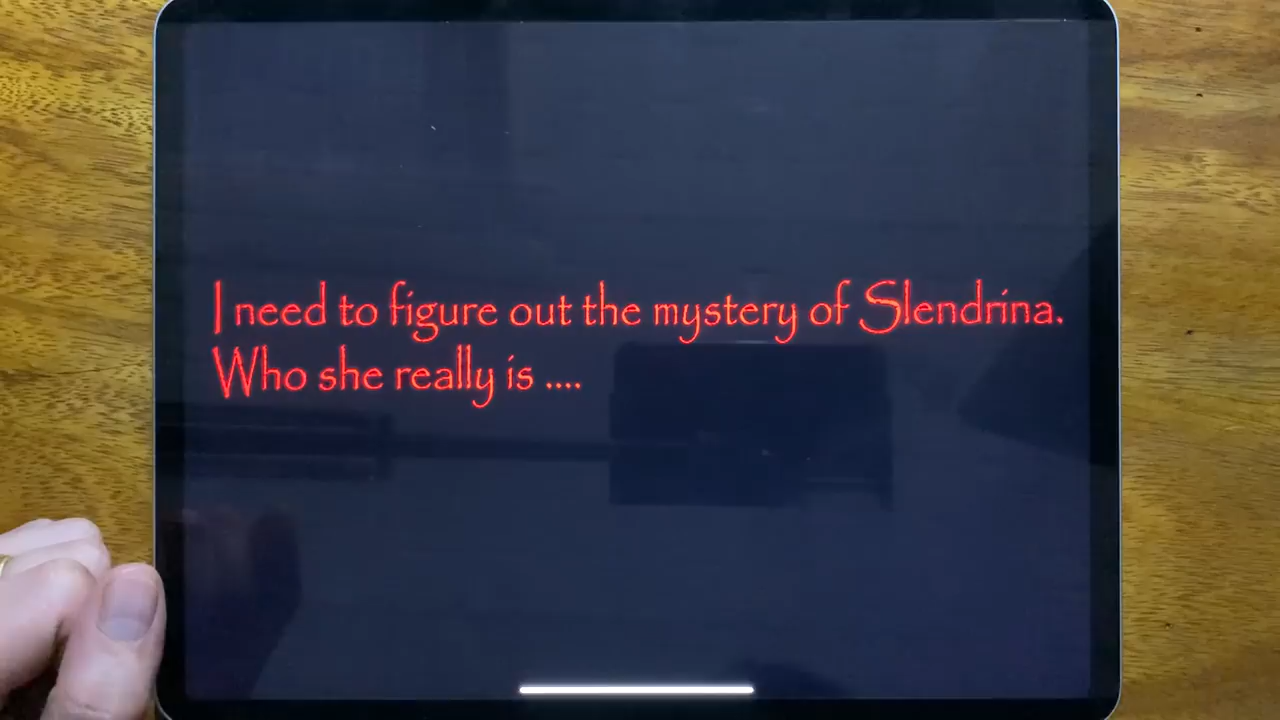 I need to figure out the mystery of Slendrina.
Who she really is ....